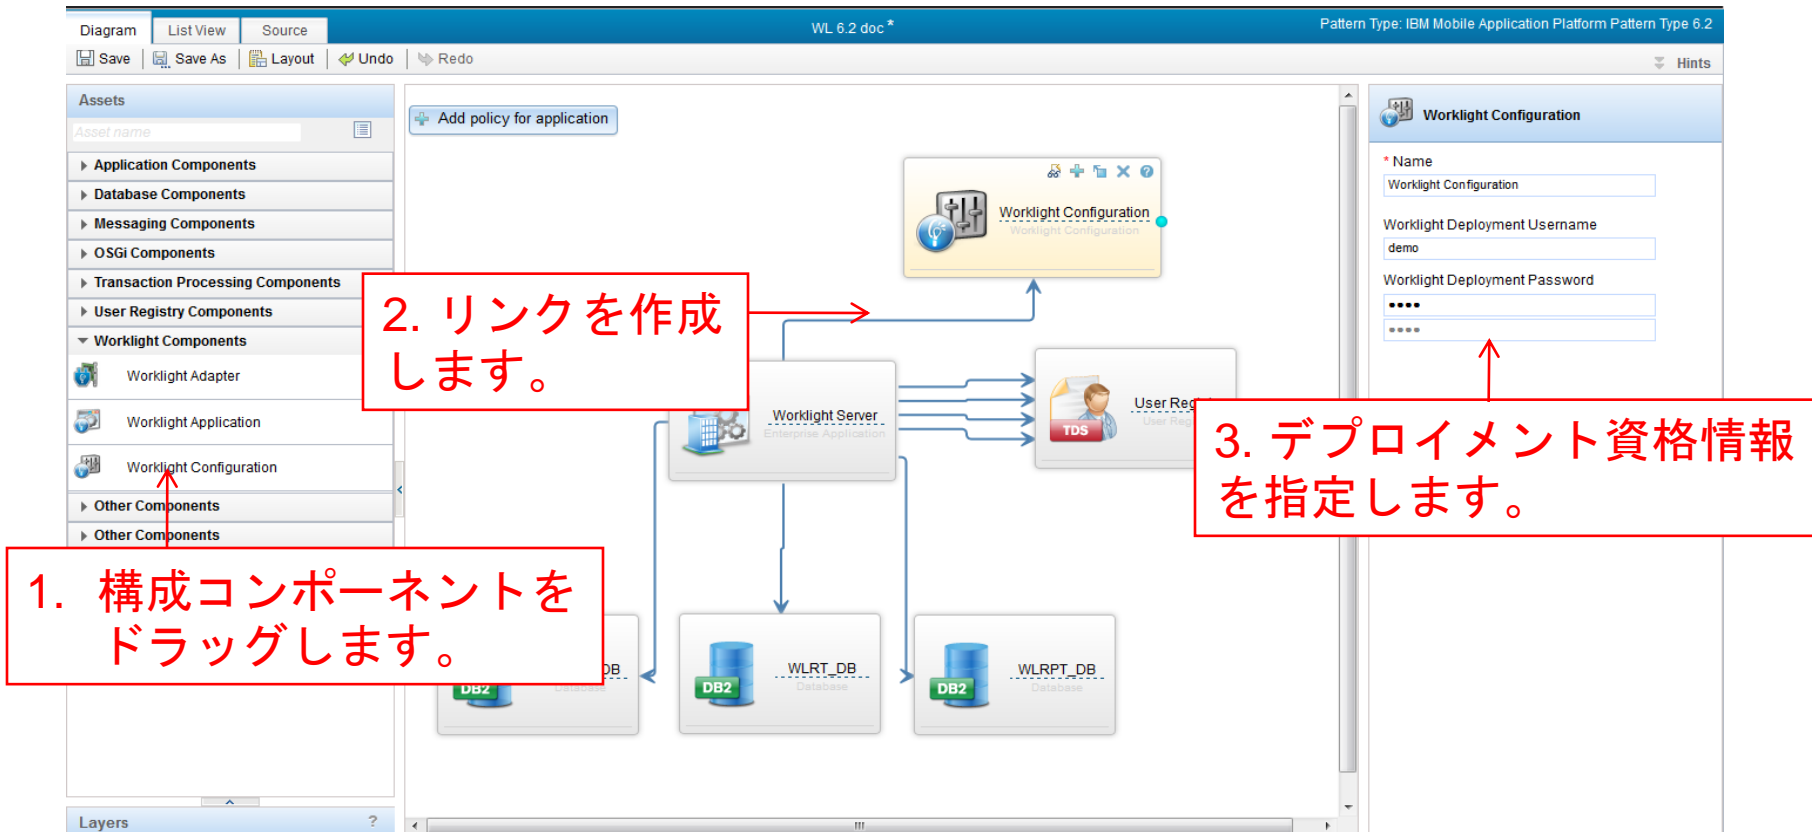 Diagram
List View
Source
WL 6.2 doc *
Pattern Type: IBM Mobile Application Platform Pattern Type 6.2
Save
Save As
Layout
Undo
Redo
Hints
Assets
Asset name
Application Components
Database Components
Messaging Components
OSGi Components
Transaction Processing Components
User Registry Components
Worklight Components
Worklight Adapter
Worklight Application
Worklight Configuration
Other Components
Other Components
1. 構成コンポーネントを
ドラッグします。
Layers
?
Add policy for application
Worklight Configuration
Worklight Configuration
2. リンクを作成
します。
Worklight Server
Enterprise Application
TDS
User
User
DB2
DB
Database
DB2
WLRT_DB
Database
DB2
WLRPT_DB
Database
Worklight Configuration
* Name
Worklight Configuration
Worklight Deployment Username
demo
Worklight Deployment Password
••••
••••
3. デプロイメント資格情報
を指定します。